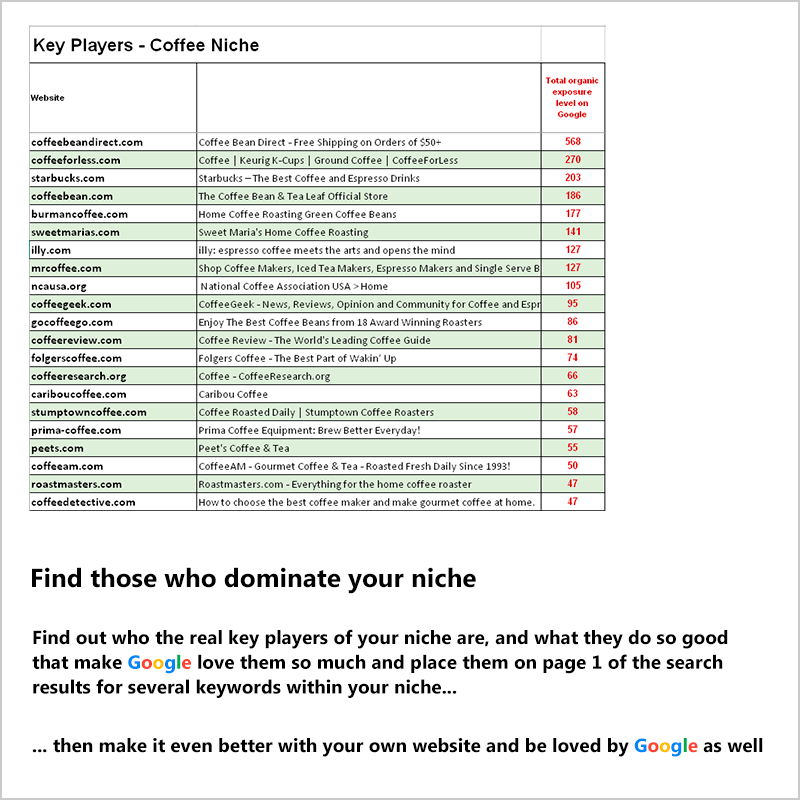 Key Players - Coffee Niche
Website
Total organic
exposure
level on
Google
coffeebeandirect.com Coffee Bean Direct - Free Shipping on Orders of $50+ 568
coffeeforless.com Coffee | Keurig K-Cups | Ground Coffee | CoffeeForLess 270
starbucks.com Starbucks – The Best Coffee and Espresso Drinks 203
coffeebean.com The Coffee Bean & Tea Leaf Official Store 186
burmancoffee.com Home Coffee Roasting Green Coffee Beans 177
sweetmarias.com Sweet Maria's Home Coffee Roasting 141
illy.com illy: espresso coffee meets the arts and opens the mind 127
mrcoffee.com Shop Coffee Makers, Iced Tea Makers, Espresso Makers and Single Serve B 127
ncausa.org National Coffee Association USA > Home 105
coffeegeek.com CoffeeGeek - News, Reviews, Opinion and Community for Coffee and Espr 95
gocoffeego.com Enjoy The Best Coffee Beans from 18 Award Winning Roasters 86
coffeereview.com Coffee Review - The World's Leading Coffee Guide 81
folgerscoffee.com Folgers Coffee - The Best Part of Wakin' Up 74
coffeeresearch.org Coffee - CoffeeResearch.org 66
cariboucoffee.com Caribou Coffee 63
stumptowncoffee.com Coffee Roasted Daily | Stumptown Coffee Roasters 58
prima-coffee.com Prima Coffee Equipment: Brew Better Everyday! 57
peets.com Peet's Coffee & Tea 55
coffeeam.com CoffeeAM - Gourmet Coffee & Tea - Roasted Fresh Daily Since 1993! 50
roastmasters.com Roastmasters.com - Everything for the home coffee roaster 47
coffeedetective.com How to choose the best coffee maker and make gourmet coffee at home. 47
Find those who dominate your niche
Find out who the real key players of your niche are, and what they do so good
that make Google love them so much and place them on page 1 of the search
results for several keywords within your niche...
... then make it even better with your own website and be loved by Google as well